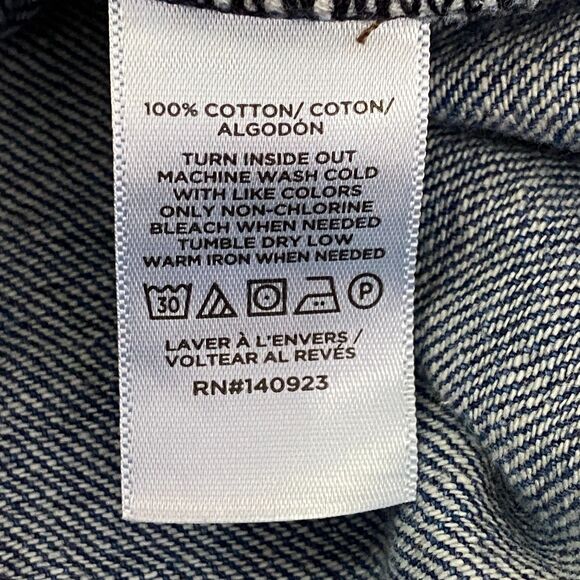 100% COTTON/ COTON/
ALGODÓN
TURN INSIDE OUT
MACHINE WASH COLD
WITH LIKE COLORS
ONLY NON-CHLORINE
BLEACH WHEN NEEDED
TUMBLE DRY LOW
WARM IRON WHEN NEEDED
30 P
LAVER À L'ENVERS /
VOLTEAR AL REVÉS
RN#140923